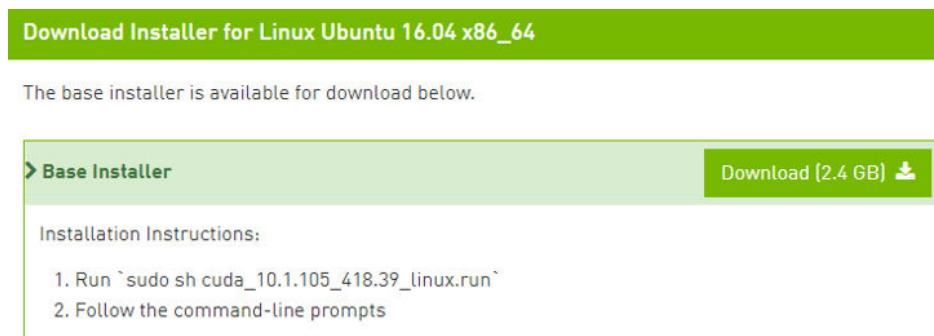 Download Installer for Linux Ubuntu 16.04 x86_64
The base installer is available for download below.
Base Installer
Download (2.4 GB)
Installation Instructions:
1. Run `sudo sh cuda_10.1.105_418.39_linux.run`
2. Follow the command-line prompts